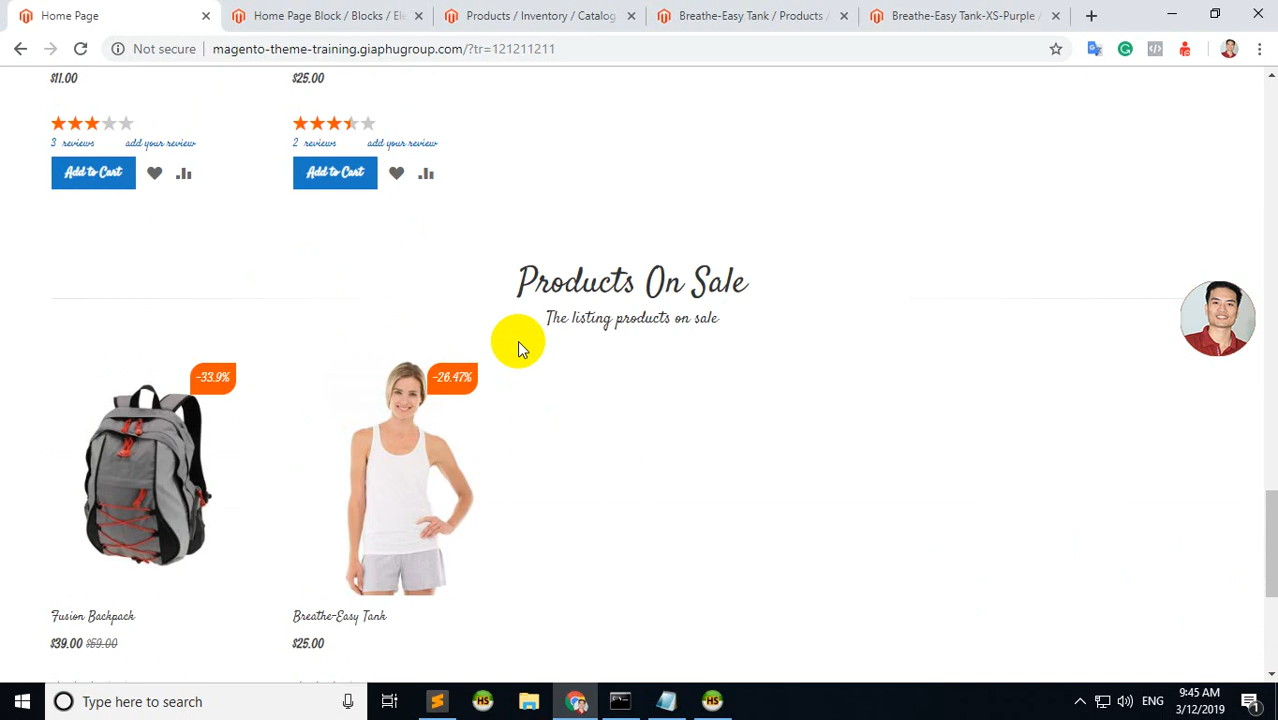 Home Page
Home Page Block / Blocks / Ele
Products / Inventory / Catalog
Breathe-Easy Tank / Products /
Breathe-Easy Tank-XS-Purple /
Not secure
magento-theme-training.giaphugroup.com/?tr=121211211
$11.00
$25.00
3 reviews add your review
2 reviews add your review
Add to Cart
Add to Cart
Products On Sale
The listing products on sale
-33.9%
-26.47%
Fusion Backpack
Breathe-Easy Tank
$39.00 $59.00
$25.00
Type here to search
HS
HS
ENG
9:45 AM
3/12/2019
1